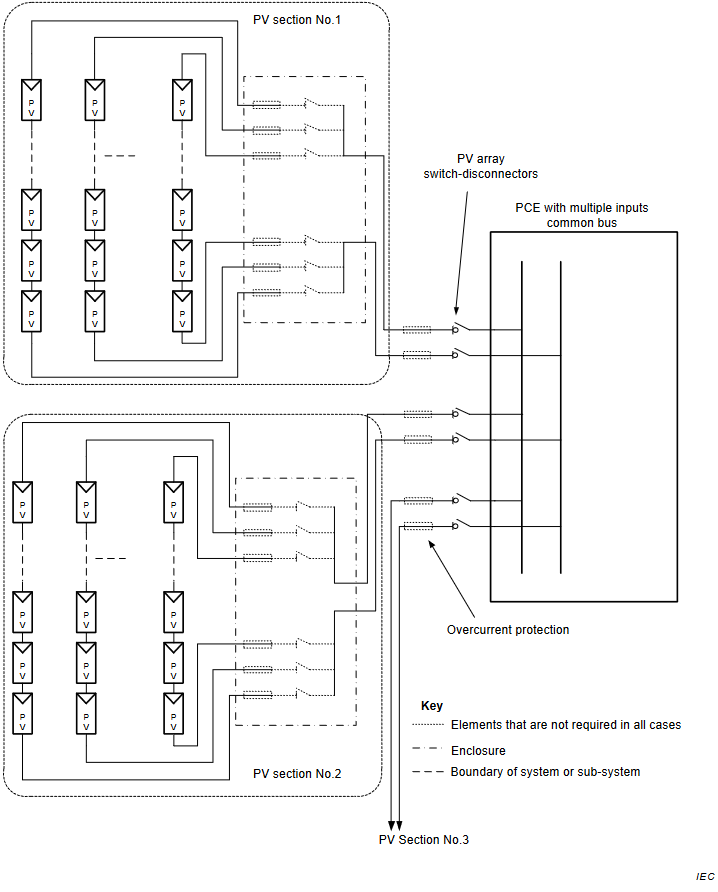 PV section No.1
P V
P V
P V
P V
P V
P V
P V
P V
P V
P V
P V
P V
PV array
switch-disconnectors
PCE with multiple inputs
common bus
P V
P V
P V
P V
P V
P V
P V
P V
P V
P V
P V
P V
PV section No.2
Overcurrent protection
Key
Elements that are not required in all cases
Enclosure
Boundary of system or sub-system
PV Section No.3
IEC